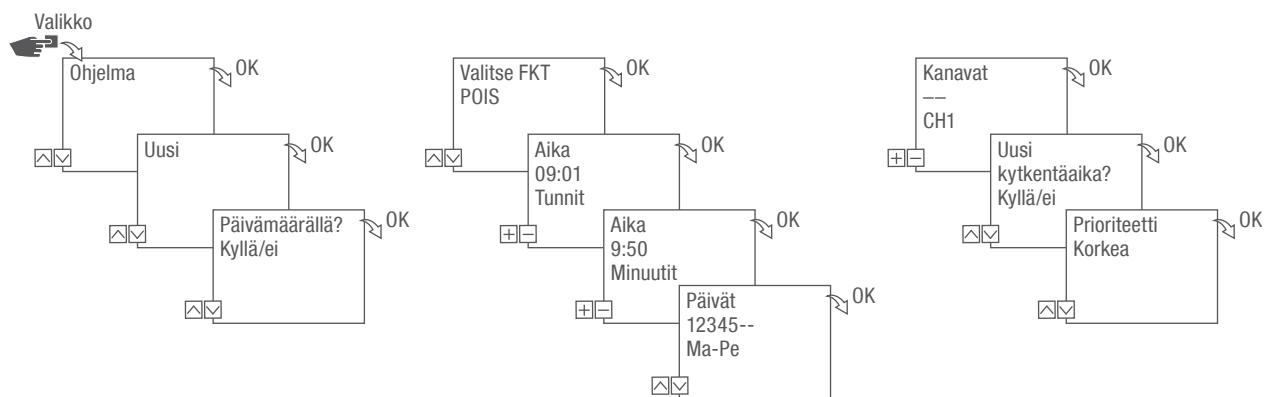 Valikko
Ohjelma
OK
Uusi
OK
Päivämäärällä?
Kyllä/ei
OK
Valitse FKT
POIS
OK
Aika
09:01
Tunnit
OK
Aika
9:50
Minuutit
OK
Päivät
12345--
Ma-Pe
OK
Kanavat
––
CH1
OK
Uusi
kytkentäaika?
Kyllä/ei
OK
Prioriteetti
Korkea
OK